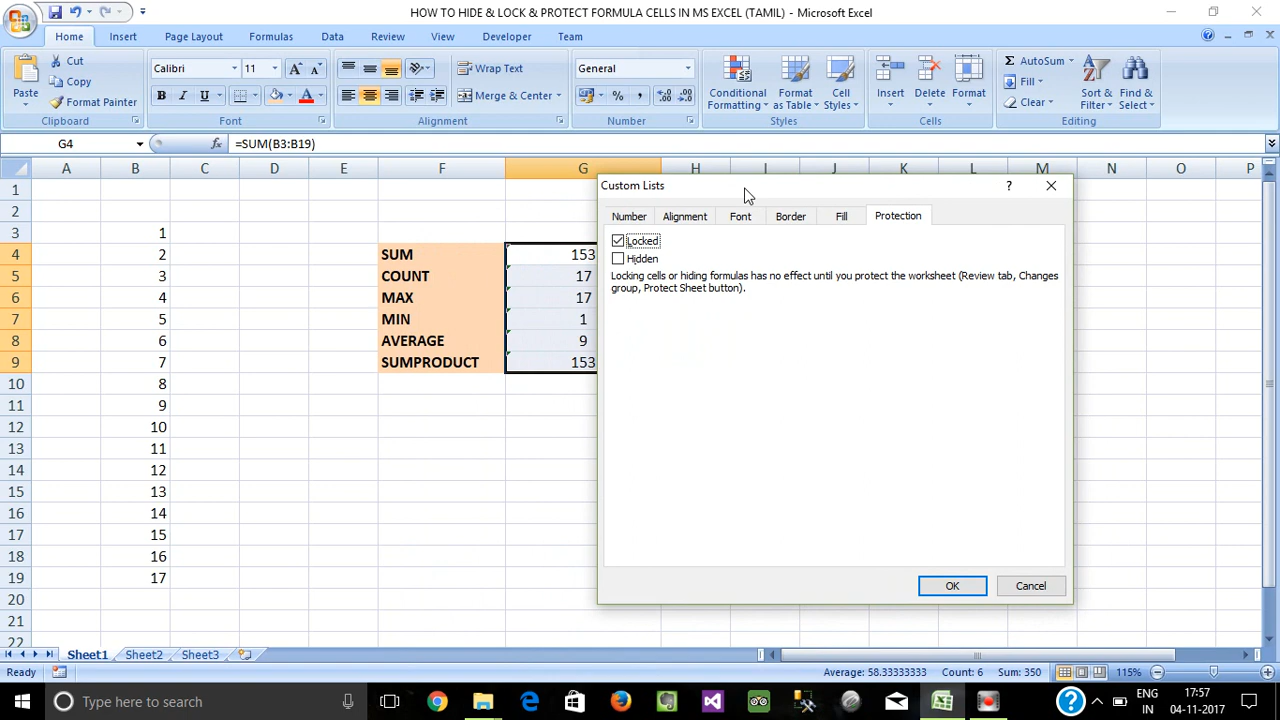 HOW TO HIDE & LOCK & PROTECT FORMULA CELLS IN MS EXCEL (TAMIL) - Microsoft Excel
Home Insert Page Layout Formulas Data Review View Developer Team
Paste
Cut
Copy
Format Painter
Clipboard
Calibri 11
B I U
Font
Wrap Text
Merge & Center
Alignment
General
Number
Conditional Formatting
Format as Table
Cell Styles
Styles
Insert Delete Format
Cells
AutoSum
Fill
Clear
Sort & Filter
Find & Select
Editing
G4 fx =SUM(B3:B19)
A B C D E F G H I J K L M N O P
1
2
3 1
4 2 SUM 153
5 3 COUNT 17
6 4 MAX 17
7 5 MIN 1
8 6 AVERAGE 9
9 7 SUMPRODUCT 153
10 8
11 9
12 10
13 11
14 12
15 13
16 14
17 15
18 16
19 17
20
21
22
Custom Lists
Number Alignment Font Border Fill Protection
Locked
Hidden
Locking cells or hiding formulas has no effect until you protect the worksheet (Review tab, Changes
group, Protect Sheet button).
OK Cancel
Sheet1 Sheet2 Sheet3
Ready Average: 58.33333333 Count: 6 Sum: 350 115%
Type here to search
ENG
IN
17:57
04-11-2017